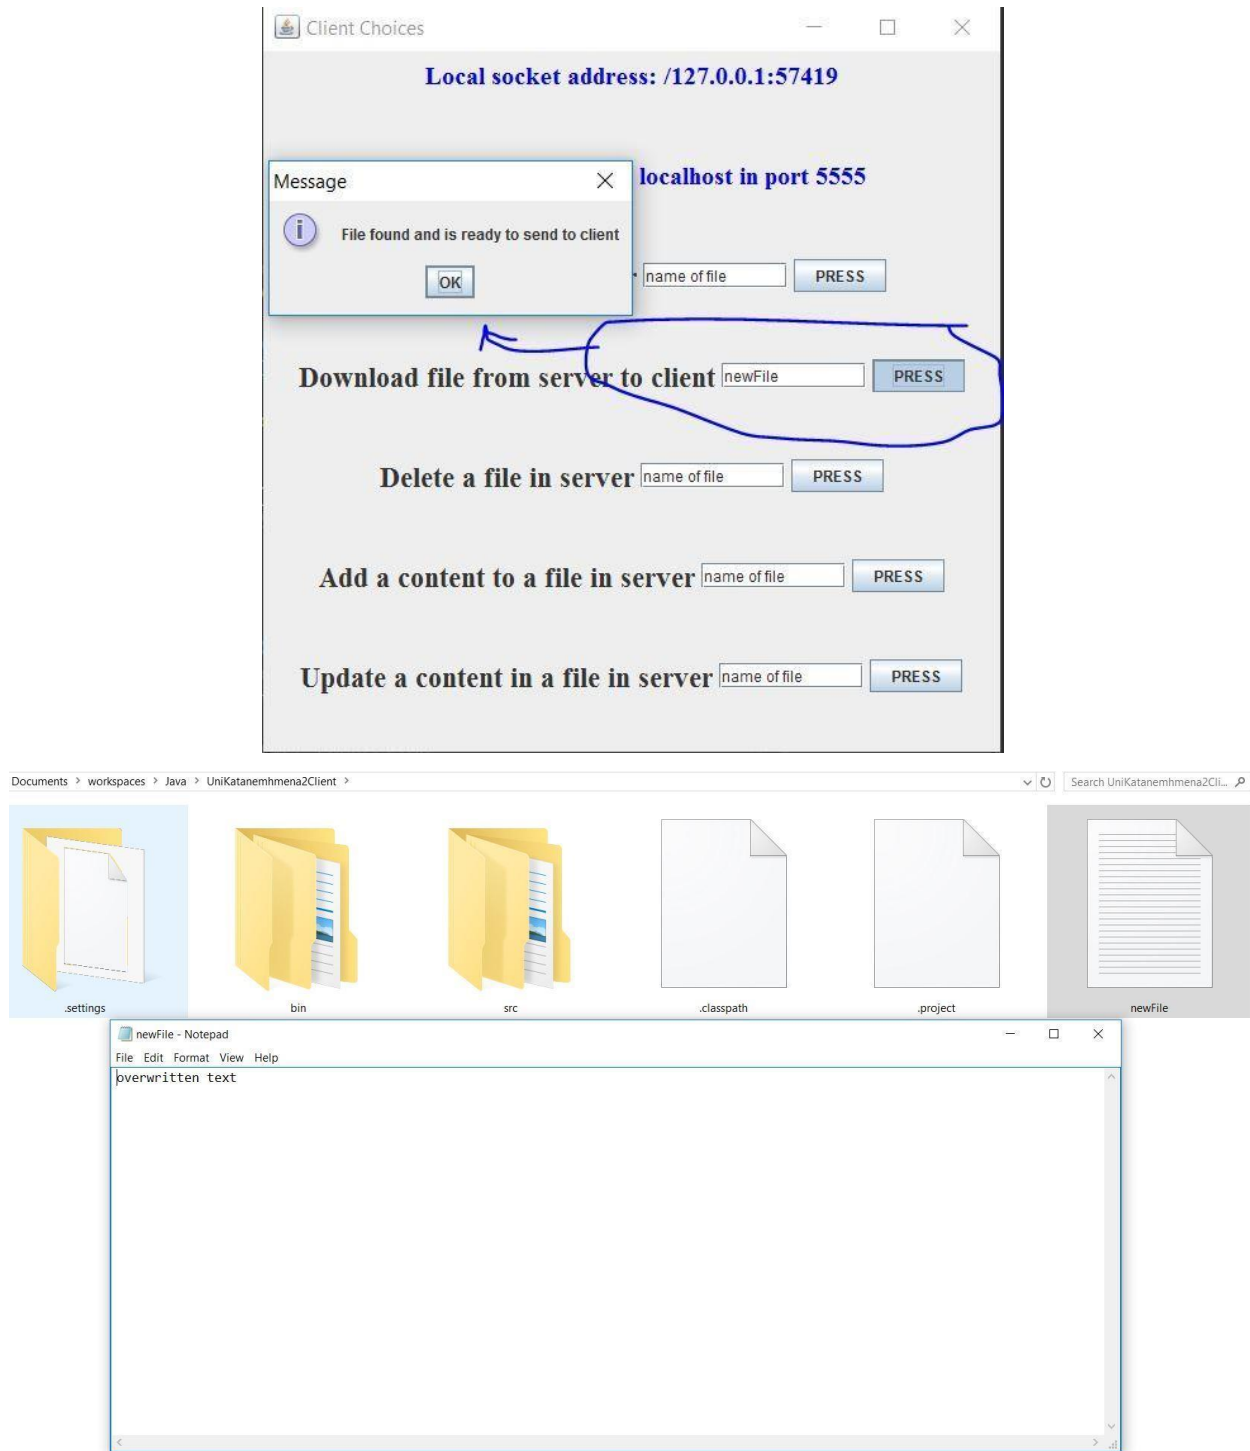 Client Choices
Local socket address: /127.0.0.1:57419
localhost in port 5555
Message
File found and is ready to send to client
OK
name of file PRESS
Download file from server to client newFile PRESS
Delete a file in server name of file PRESS
Add a content to a file in server name of file PRESS
Update a content in a file in server name of file PRESS
Documents > workspaces > Java > UniKatanemhmena2Client > Search UniKatanemhmena2Cli...
.settings bin src .classpath .project newFile
newFile - Notepad
File Edit Format View Help
overwritten text